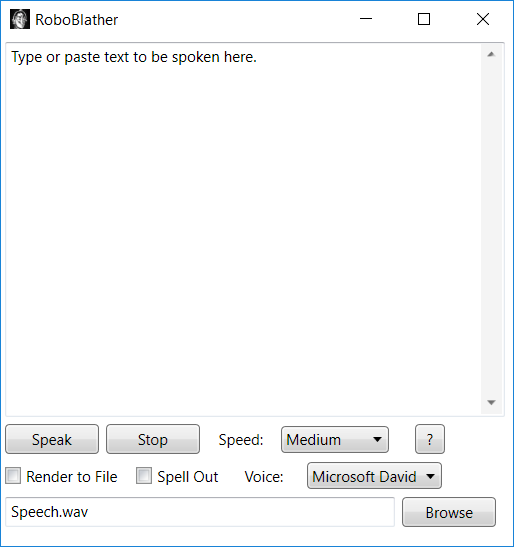 RoboBlather
Type or paste text to be spoken here.
Speak Stop Speed: Medium ?
Render to File Spell Out Voice: Microsoft David
Speech.wav Browse